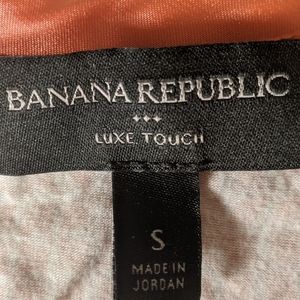 BANANA REPUBLIC
LUXE TOUCH
S
MADE IN
JORDAN